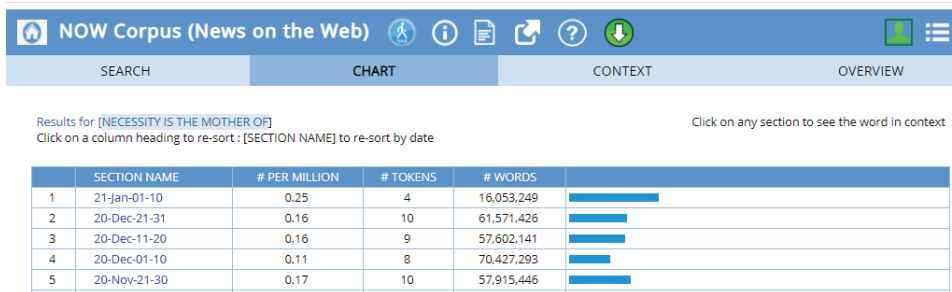 NOW Corpus (News on the Web)
SEARCH CHART CONTEXT OVERVIEW
Results for [NECESSITY IS THE MOTHER OF] Click on any section to see the word in context
Click on a column heading to re-sort : [SECTION NAME] to re-sort by date
SECTION NAME # PER MILLION # TOKENS # WORDS
1 21-Jan-01-10 0.25 4 16,053,249
2 20-Dec-21-31 0.16 10 61,571,426
3 20-Dec-11-20 0.16 9 57,602,141
4 20-Dec-01-10 0.11 8 70,427,293
5 20-Nov-21-30 0.17 10 57,915,446